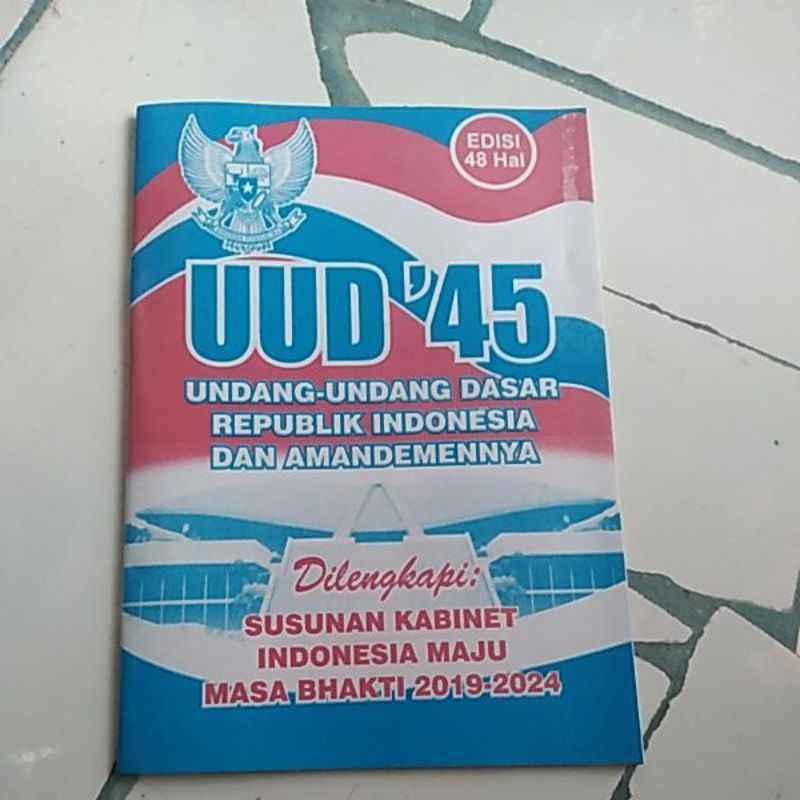 EDISI
48 Hal
UUD '45
UNDANG-UNDANG DASAR
REPUBLIK INDONESIA
DAN AMANDEMENNYA
Dilengkapi:
SUSUNAN KABINET
INDONESIA MAJU
MASA BHAKTI 2019-2024